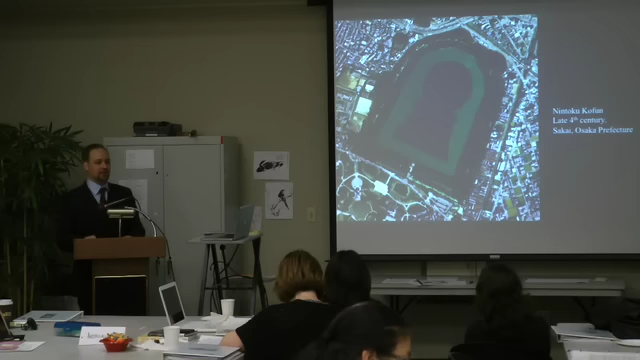 Nintoku Kofun
Late 4th century,
Sakai, Osaka Prefecture